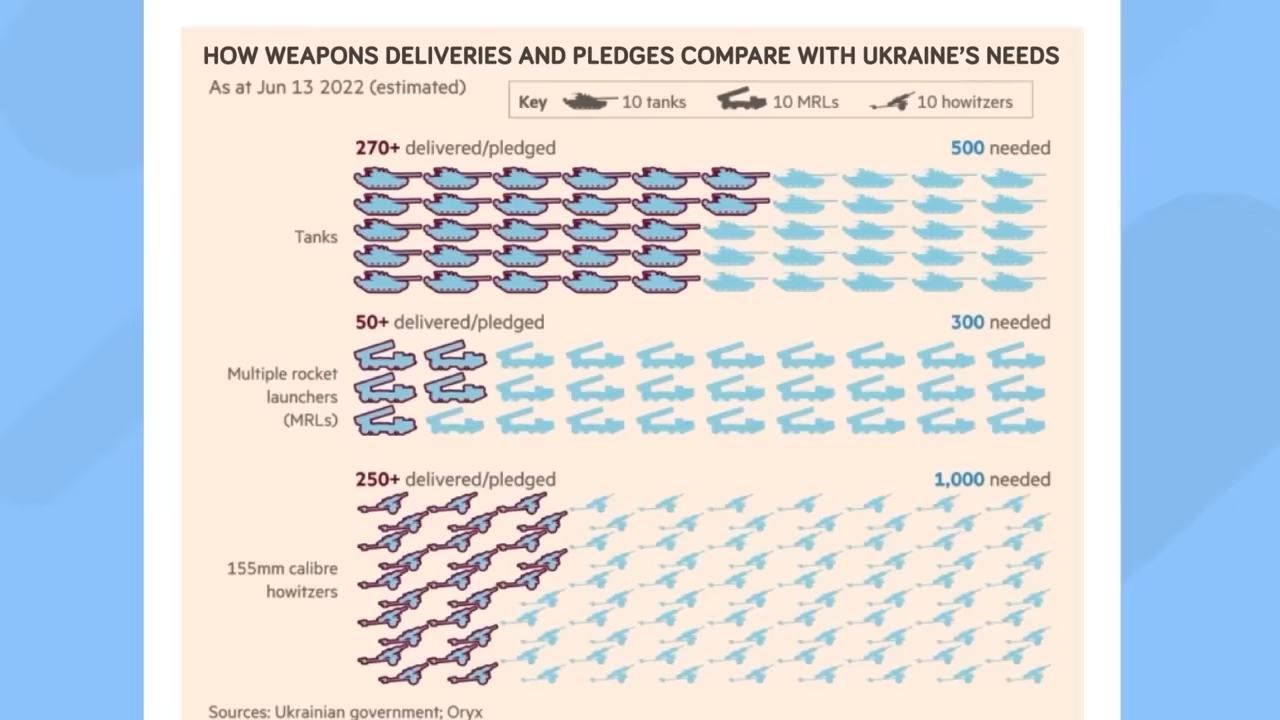 HOW WEAPONS DELIVERIES AND PLEDGES COMPARE WITH UKRAINE'S NEEDS
As at Jun 13 2022 (estimated)
Key 10 tanks 10 MRLs 10 howitzers
270+ delivered/pledged 500 needed
Tanks
50+ delivered/pledged 300 needed
Multiple rocket
launchers
(MRLs)
250+ delivered/pledged 1,000 needed
155mm calibre
howitzers
Sources: Ukrainian government; Oryx